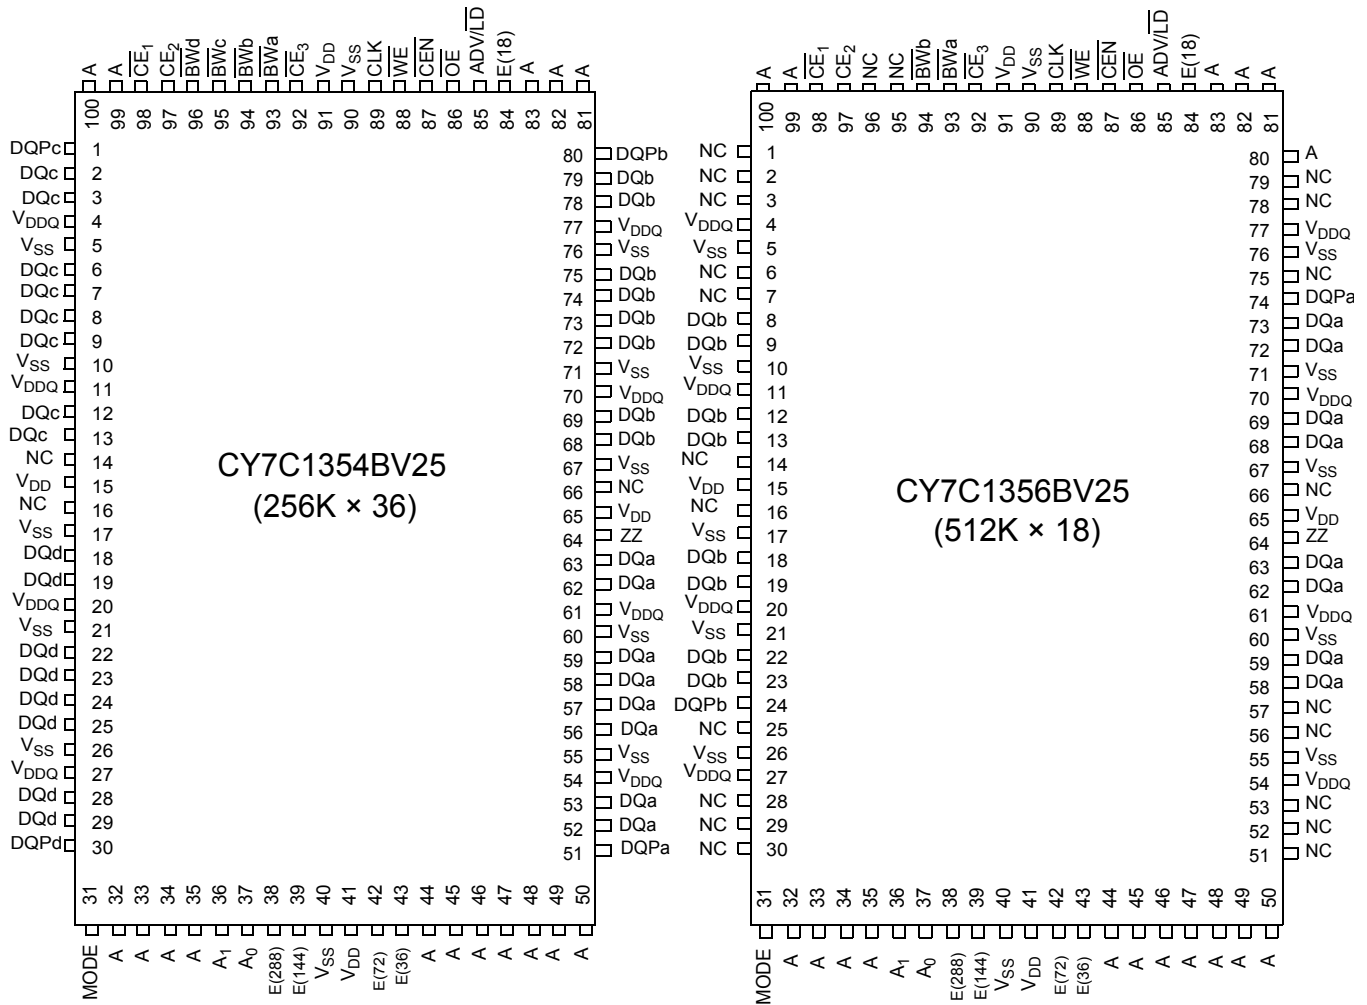 A A CE1 CE2 BWd BWc BWb BWa CE3 VDD VSS CLK WE CEN OE ADV/LD E(18) A A A
100 99 98 97 96 95 94 93 92 91 90 89 88 87 86 85 84 83 82 81
DQPc 1
DQc 2
DQc 3
VDDQ 4
VSS 5
DQc 6
DQc 7
DQc 8
DQc 9
VSS 10
VDDQ 11
DQc 12
DQc 13
NC 14
VDD 15
NC 16
VSS 17
DQd 18
DQd 19
VDDQ 20
VSS 21
DQd 22
DQd 23
DQd 24
DQd 25
VSS 26
VDDQ 27
DQd 28
DQd 29
DQPd 30
CY7C1354BV25
(256K × 36)
80 DQPb
79 DQb
78 DQb
77 VDDQ
76 VSS
75 DQb
74 DQb
73 DQb
72 DQb
71 VSS
70 VDDQ
69 DQb
68 DQb
67 VSS
66 NC
65 VDD
64 ZZ
63 DQa
62 DQa
61 VDDQ
60 VSS
59 DQa
58 DQa
57 DQa
56 DQa
55 VSS
54 VDDQ
53 DQa
52 DQa
51 DQPa
31 32 33 34 35 36 37 38 39 40 41 42 43 44 45 46 47 48 49 50
MODE A A A A A1 A0 E(288) E(144) VSS VDD E(72) E(36) A A A A A A A
A A CE1 CE2 NC NC BWb BWa CE3 VDD VSS CLK WE CEN OE ADV/LD E(18) A A A
100 99 98 97 96 95 94 93 92 91 90 89 88 87 86 85 84 83 82 81
NC 1
NC 2
NC 3
VDDQ 4
VSS 5
NC 6
NC 7
DQb 8
DQb 9
VSS 10
VDDQ 11
DQb 12
DQb 13
NC 14
VDD 15
NC 16
VSS 17
DQb 18
DQb 19
VDDQ 20
VSS 21
DQb 22
DQb 23
DQPb 24
NC 25
VSS 26
VDDQ 27
NC 28
NC 29
NC 30
CY7C1356BV25
(512K × 18)
80 A
79 NC
78 NC
77 VDDQ
76 VSS
75 NC
74 DQPa
73 DQa
72 DQa
71 VSS
70 VDDQ
69 DQa
68 DQa
67 VSS
66 NC
65 VDD
64 ZZ
63 DQa
62 DQa
61 VDDQ
60 VSS
59 DQa
58 DQa
57 NC
56 NC
55 VSS
54 VDDQ
53 NC
52 NC
51 NC
31 32 33 34 35 36 37 38 39 40 41 42 43 44 45 46 47 48 49 50
MODE A A A A A1 A0 E(288) E(144) VSS VDD E(72) E(36) A A A A A A A